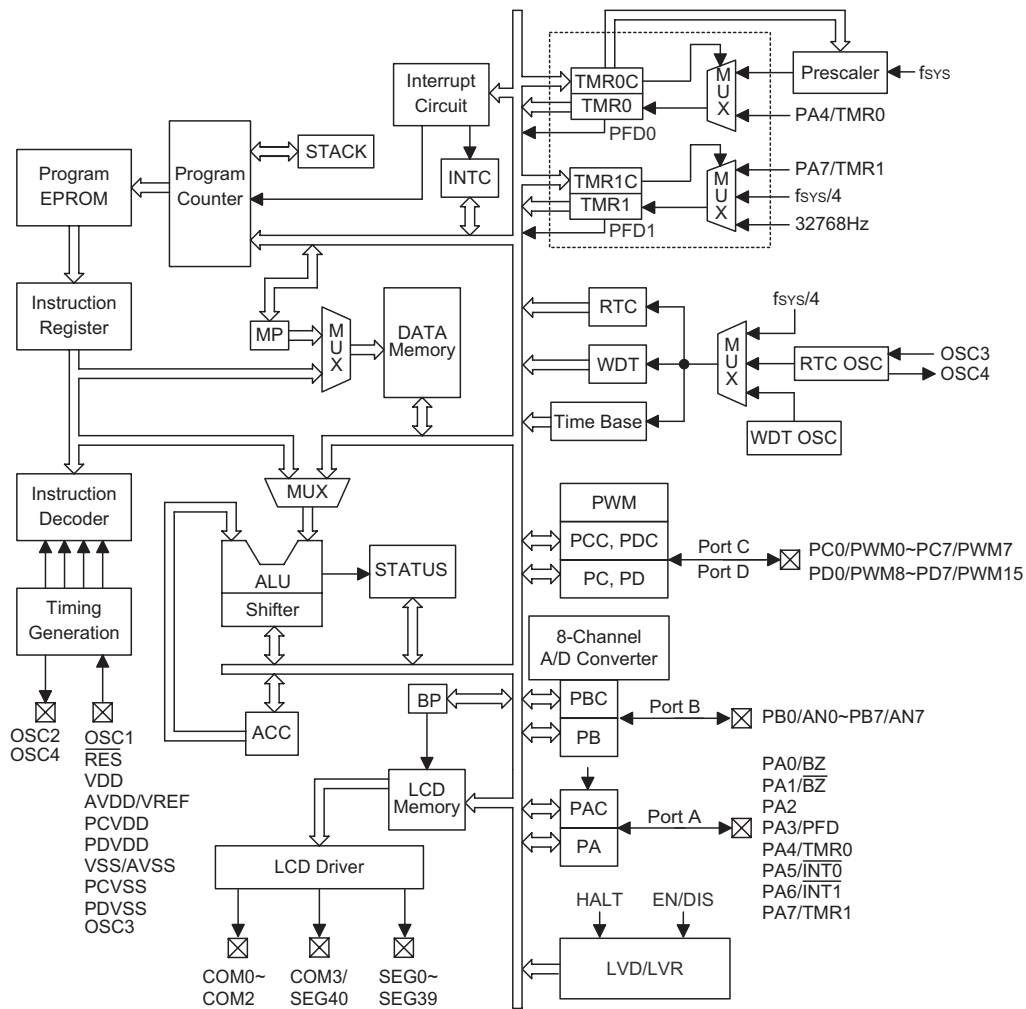 Interrupt
Circuit
STACK
INTC
Program
EPROM
Program
Counter
Instruction
Register
MP
MUX
DATA
Memory
Instruction
Decoder
MUX
ALU
Shifter
STATUS
Timing
Generation
OSC2
OSC4
OSC1
R̅E̅S̅
VDD
AVDD/VREF
PCVDD
PDVDD
VSS/AVSS
PCVSS
PDVSS
OSC3
ACC
BP
LCD
Memory
LCD Driver
COM0~
COM2
COM3/
SEG40
SEG0~
SEG39
TMR0C
TMR0
PFD0
MUX
Prescaler
fSYS
PA4/TMR0
TMR1C
TMR1
PFD1
MUX
PA7/TMR1
fSYS/4
32768Hz
RTC
WDT
Time Base
MUX
fSYS/4
RTC OSC
OSC3
OSC4
WDT OSC
PWM
PCC, PDC
PC, PD
Port C
Port D
PC0/PWM0~PC7/PWM7
PD0/PWM8~PD7/PWM15
8-Channel
A/D Converter
PBC
PB
Port B
PB0/AN0~PB7/AN7
PAC
PA
Port A
PA0/BZ
PA1/B̅Z̅
PA2
PA3/PFD
PA4/TMR0
PA5/I̅N̅T̅0̅
PA6/I̅N̅T̅1̅
PA7/TMR1
HALT
EN/DIS
LVD/LVR